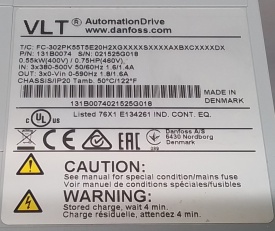 VLT® AutomationDrive
www.danfoss.com
T/C: FC-302PK55T5E20H2XGXXXXSXXXXAXBXCXXXXDX
P/N: 131B0074 S/N: 021525G018
0.55kW(400V) / 0.75HP(460V)
IN: 3x380-500V 50/60Hz 1.6/1.4A
OUT: 3x0-Vin 0-590Hz 1.8/1.6A
CHASSIS/IP20 Tamb. 50°C/122°F
MADE IN DENMARK
131B0074021525G018
Listed 76X1 E134261 IND. CONT. EQ.
c UL US CE EAC
Danfoss A/S
6430 Nordborg
Denmark
CAUTION:
See manual for special condition/mains fuse
Voir manuel de conditions spéciales/fusibles
WARNING:
Stored charge, wait 4 min.
Charge résiduelle, attendez 4 min.